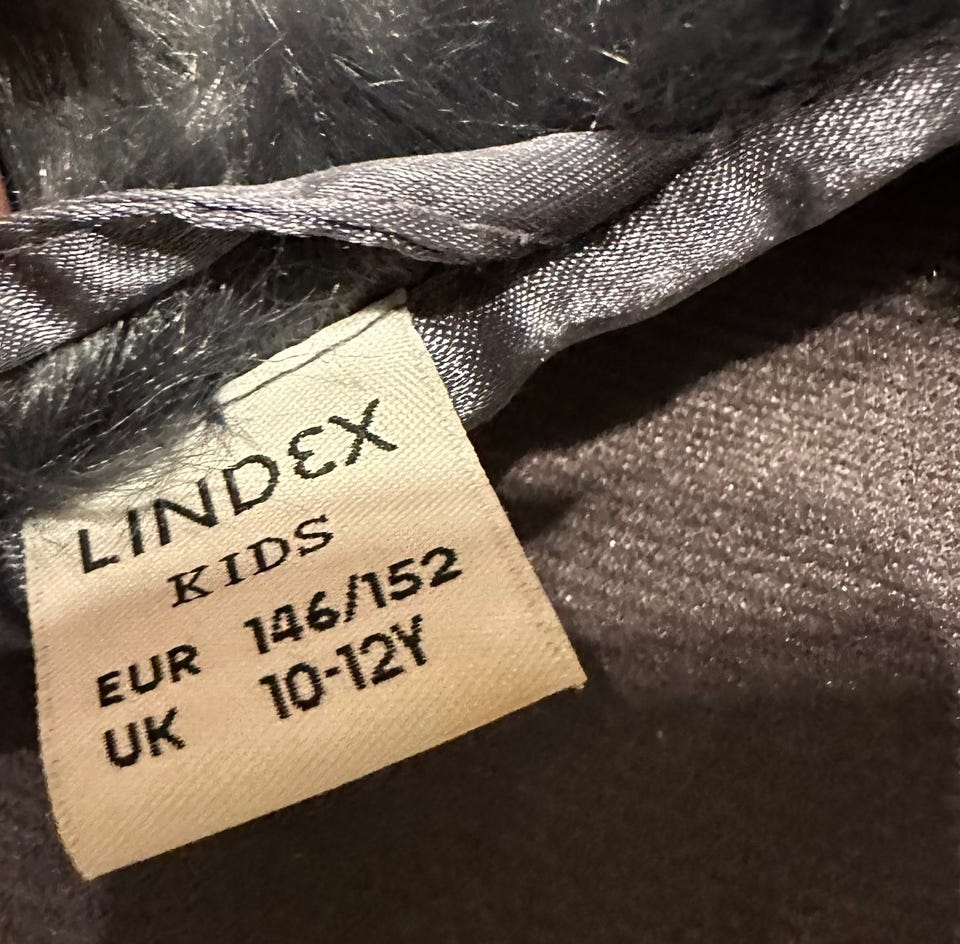 LINDEX
KIDS
EUR 146/152
UK 10-12Y